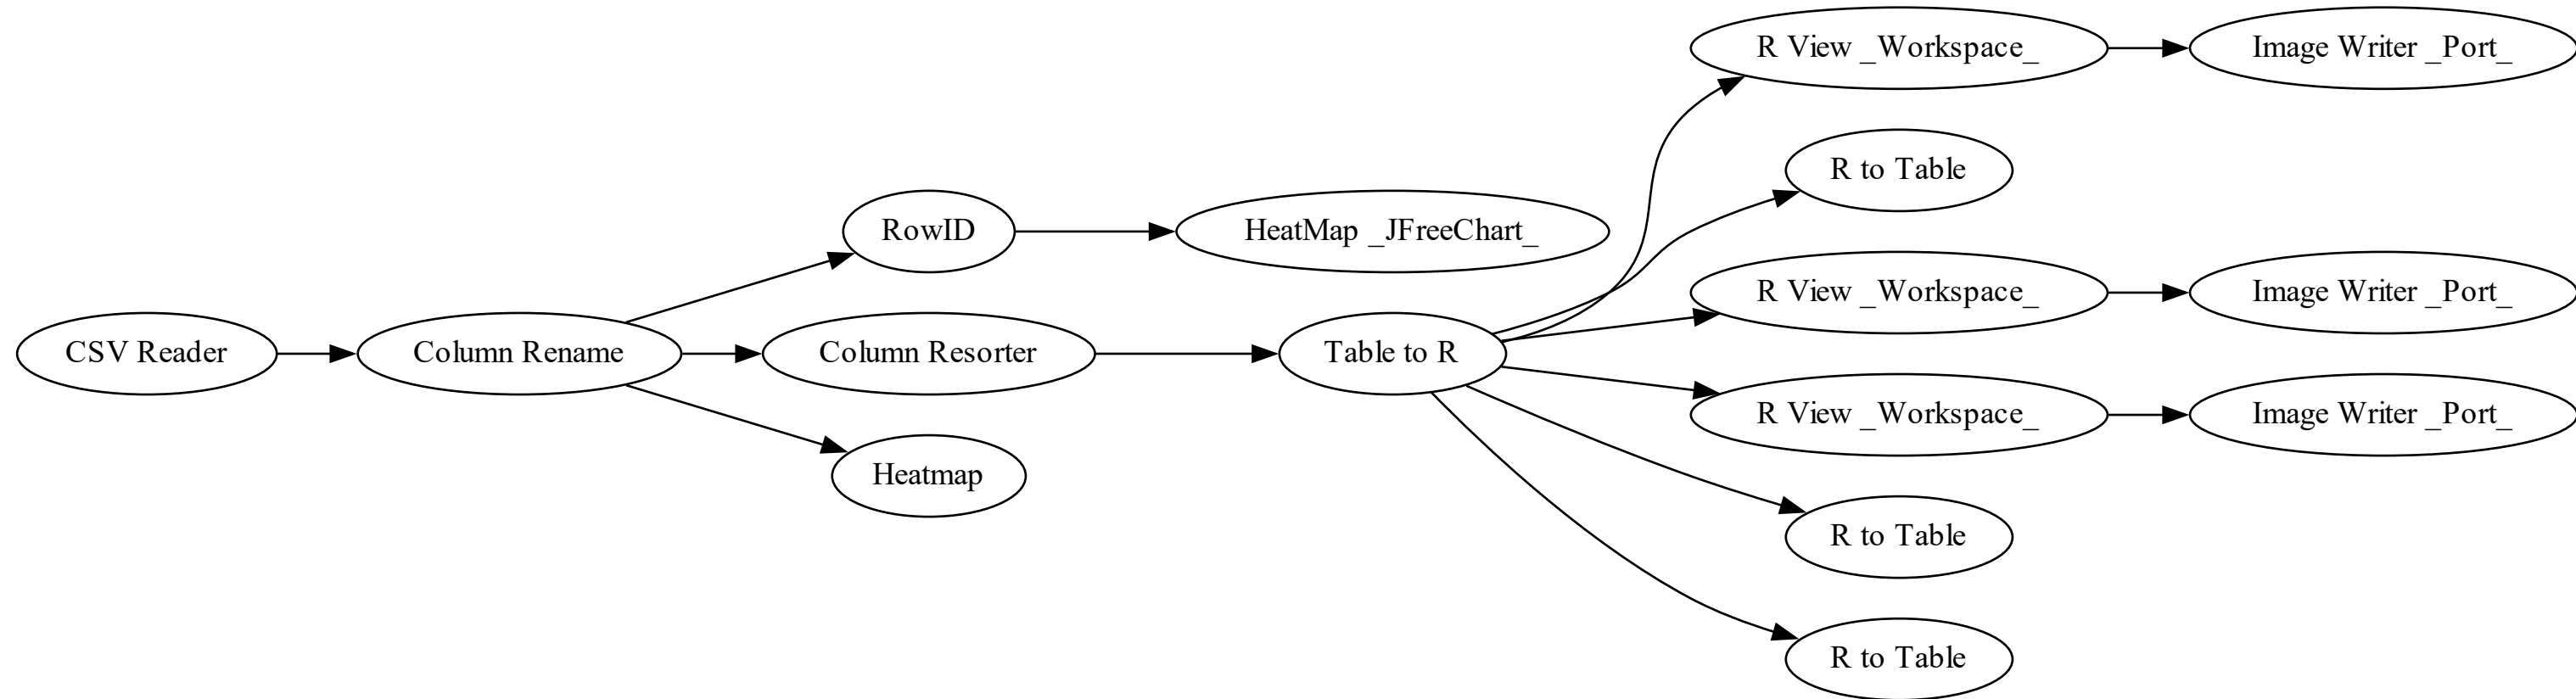 R View _Workspace_
Image Writer _Port_
R to Table
RowID
HeatMap _JFreeChart_
R View _Workspace_
Image Writer _Port_
CSV Reader
Column Rename
Column Resorter
Table to R
R View _Workspace_
Image Writer _Port_
Heatmap
R to Table
R to Table